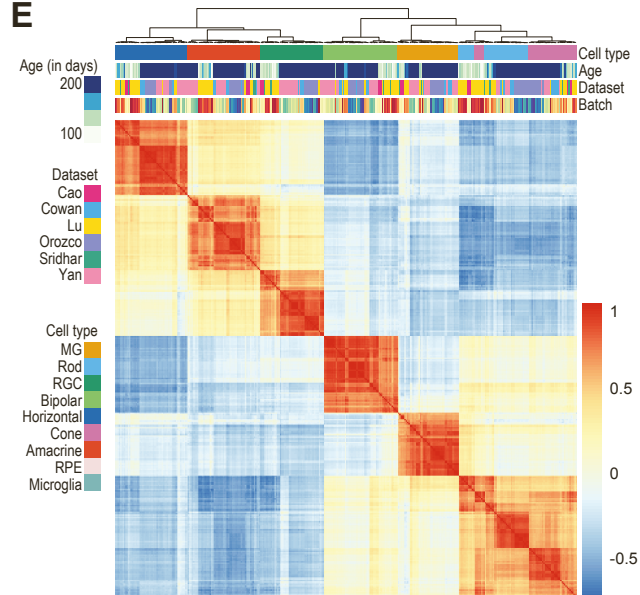 E
Cell type
Age (in days)
Age
200
Dataset
Batch
100
Dataset
Cao
Cowan
Lu
Orozco
Sridhar
Yan
Cell type
MG
Rod
RGC
Bipolar
Horizontal
Cone
Amacrine
RPE
Microglia
1
0.5
0
-0.5